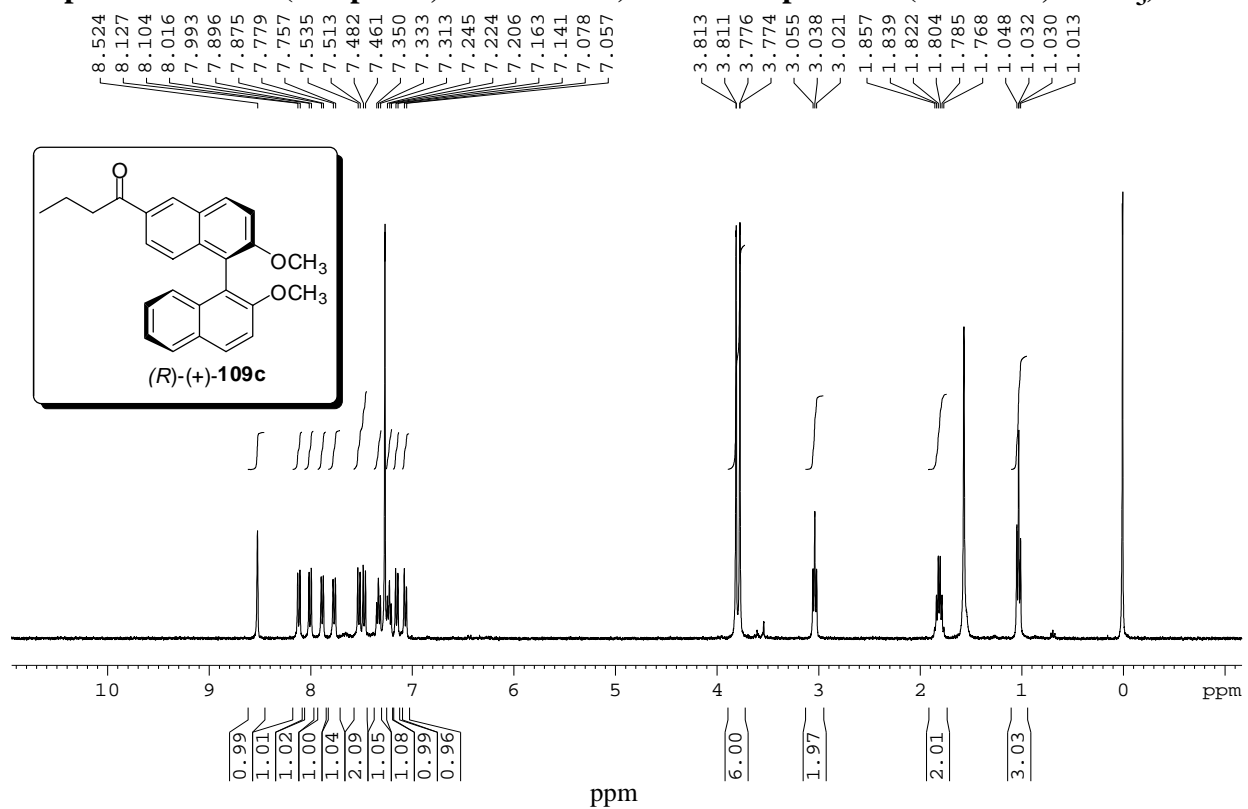 8.524 8.127 8.104 8.016 7.993 7.896 7.875 7.779 7.757 7.535 7.513 7.482 7.461 7.350 7.333 7.313 7.245 7.224 7.206 7.163 7.141 7.078 7.057 3.813 3.811 3.776 3.774 3.055 3.038 3.021 1.857 1.839 1.822 1.804 1.785 1.768 1.048 1.032 1.030 1.013
O
OCH3
OCH3
(R)-(+)-109c
10 9 8 7 6 5 4 3 2 1 0 ppm
0.99 1.01 1.02 1.00 1.04 2.09 1.05 1.08 0.99 0.96 6.00 1.97 2.01 3.03
ppm